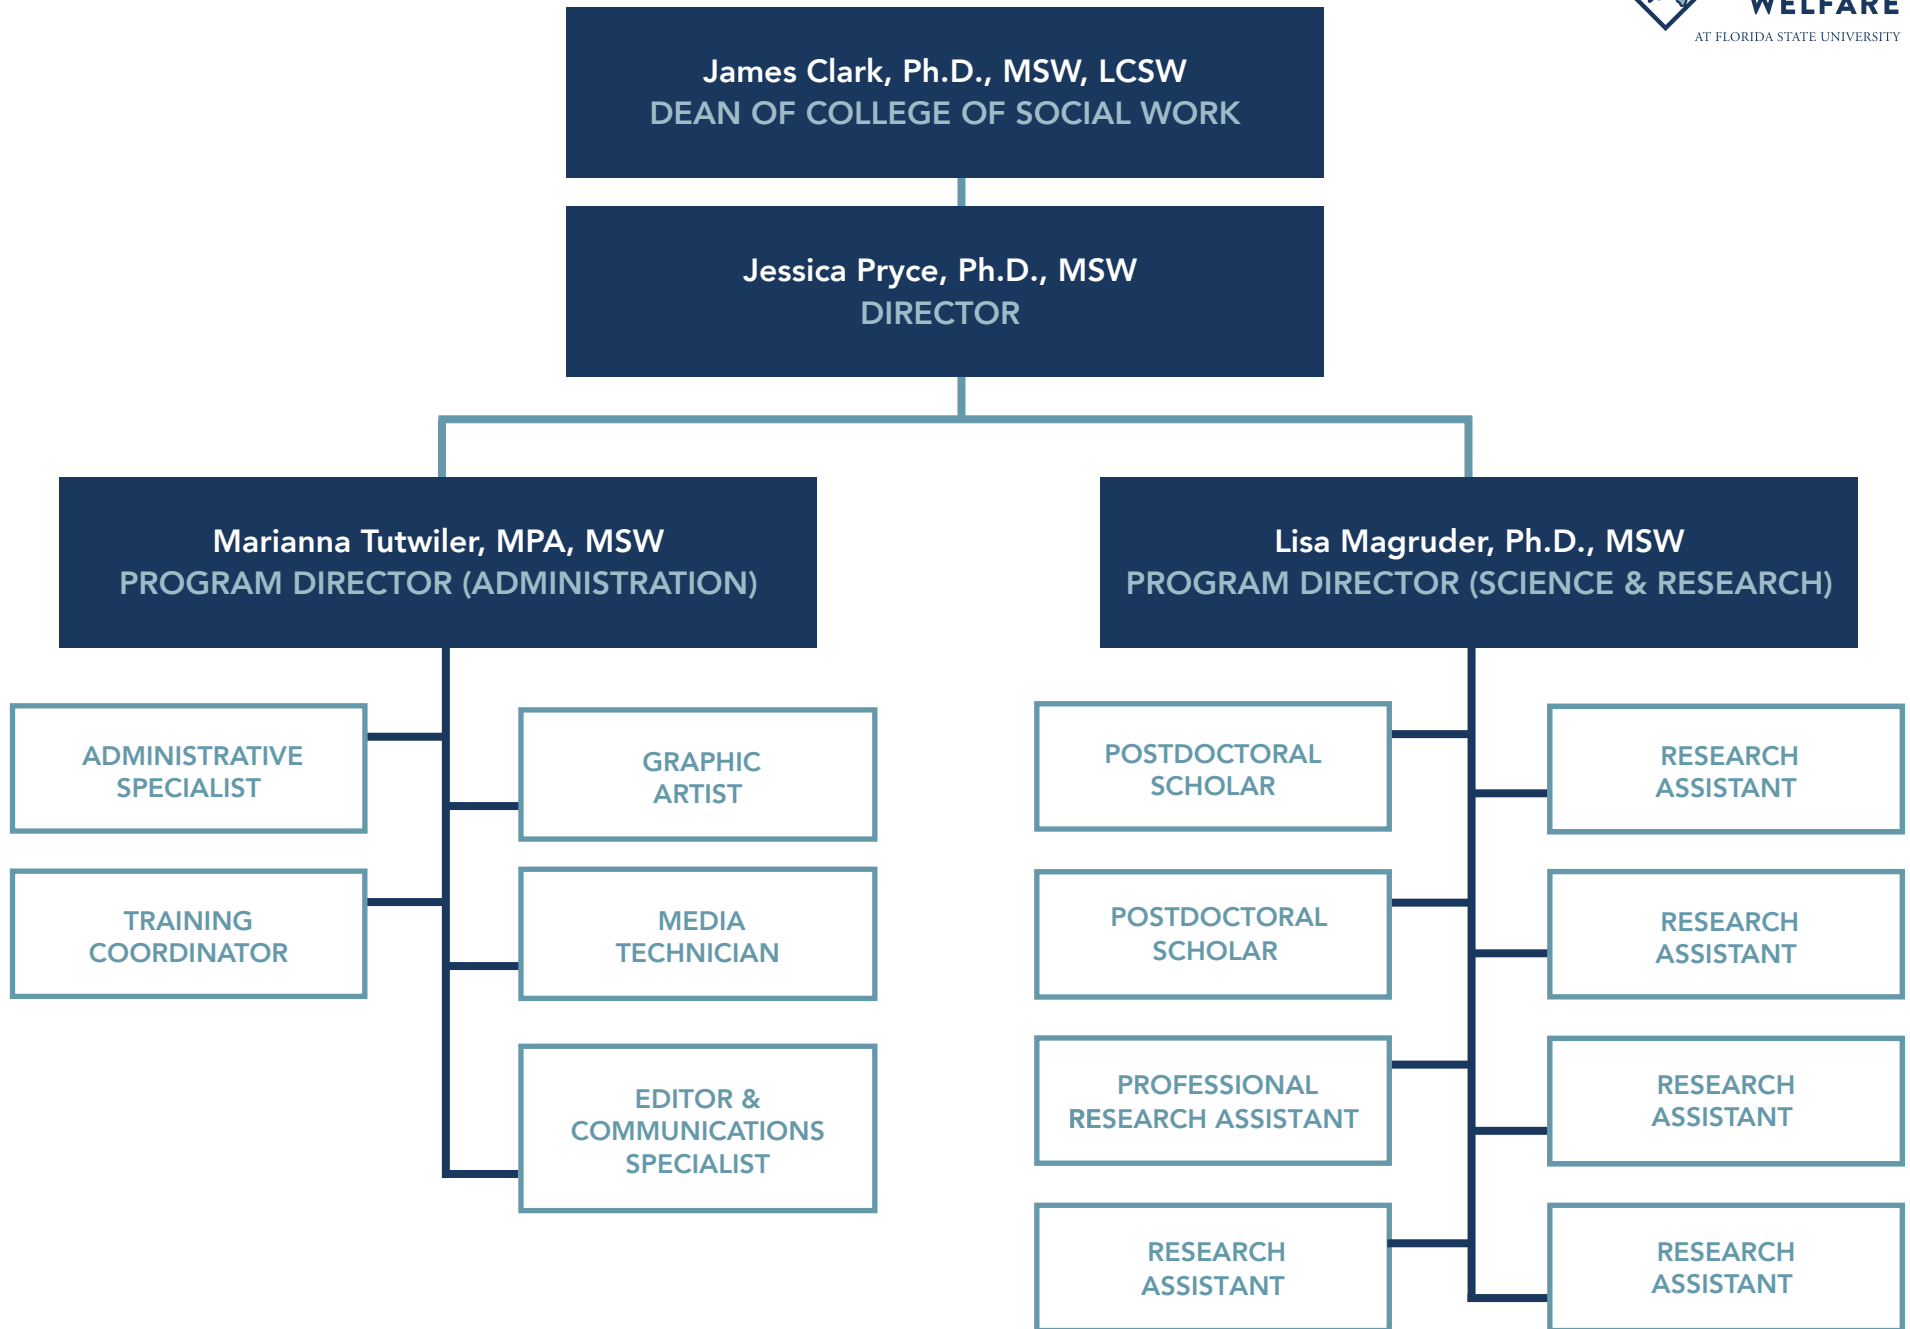 WELFARE
AT FLORIDA STATE UNIVERSITY
James Clark, Ph.D., MSW, LCSW
DEAN OF COLLEGE OF SOCIAL WORK
Jessica Pryce, Ph.D., MSW
DIRECTOR
Marianna Tutwiler, MPA, MSW
PROGRAM DIRECTOR (ADMINISTRATION)
ADMINISTRATIVE
SPECIALIST
GRAPHIC
ARTIST
TRAINING
COORDINATOR
MEDIA
TECHNICIAN
EDITOR &
COMMUNICATIONS
SPECIALIST
Lisa Magruder, Ph.D., MSW
PROGRAM DIRECTOR (SCIENCE & RESEARCH)
POSTDOCTORAL
SCHOLAR
RESEARCH
ASSISTANT
POSTDOCTORAL
SCHOLAR
RESEARCH
ASSISTANT
PROFESSIONAL
RESEARCH ASSISTANT
RESEARCH
ASSISTANT
RESEARCH
ASSISTANT
RESEARCH
ASSISTANT